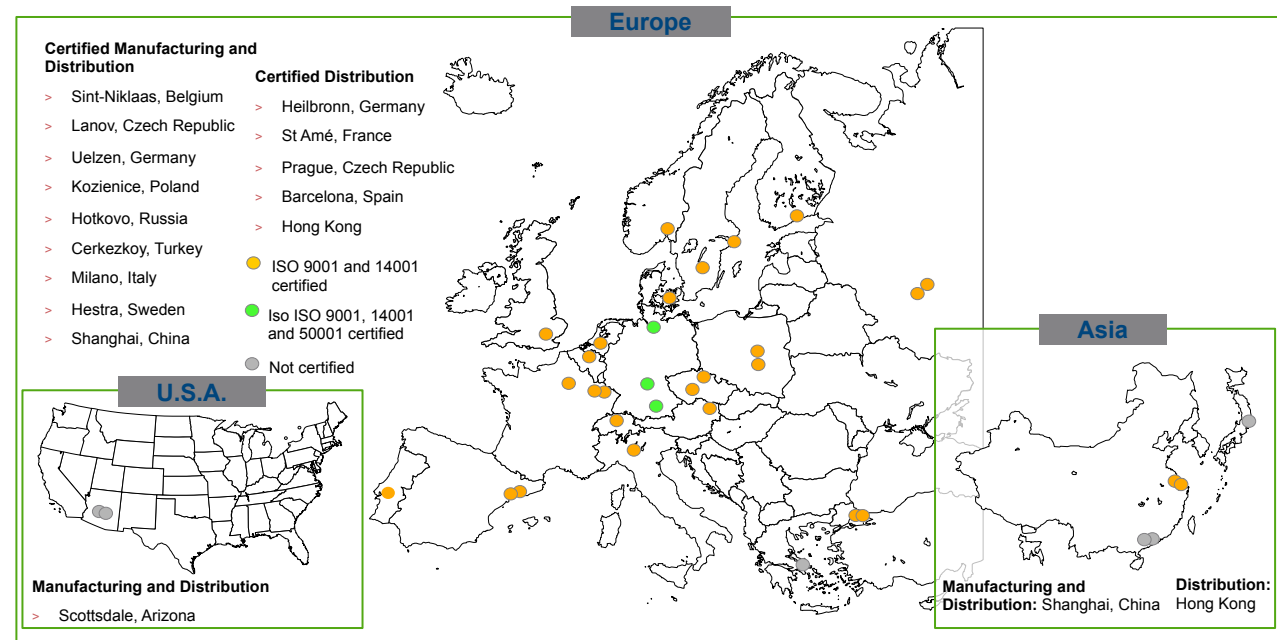 Europe
Certified Manufacturing and
Distribution
> Sint-Niklaas, Belgium
> Lanov, Czech Republic
> Uelzen, Germany
> Kozienice, Poland
> Hotkovo, Russia
> Cerkezkoy, Turkey
> Milano, Italy
> Hestra, Sweden
> Shanghai, China
Certified Distribution
> Heilbronn, Germany
> St Amé, France
> Prague, Czech Republic
> Barcelona, Spain
> Hong Kong
ISO 9001 and 14001
certified
Iso ISO 9001, 14001
and 50001 certified
Not certified
U.S.A.
Manufacturing and Distribution
> Scottsdale, Arizona
Asia
Manufacturing and
Distribution: Shanghai, China
Distribution:
Hong Kong